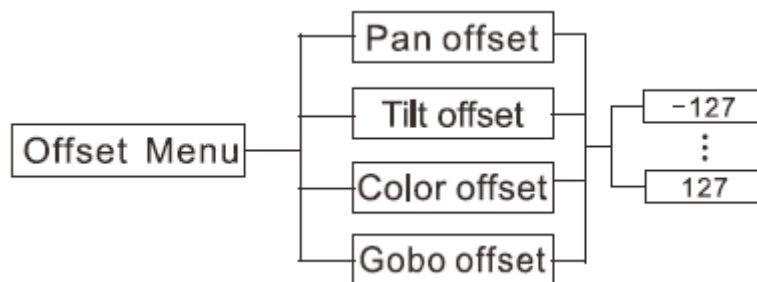 Pan offset
Tilt offset
Offset Menu
Color offset
Gobo offset
-127
⋮
127